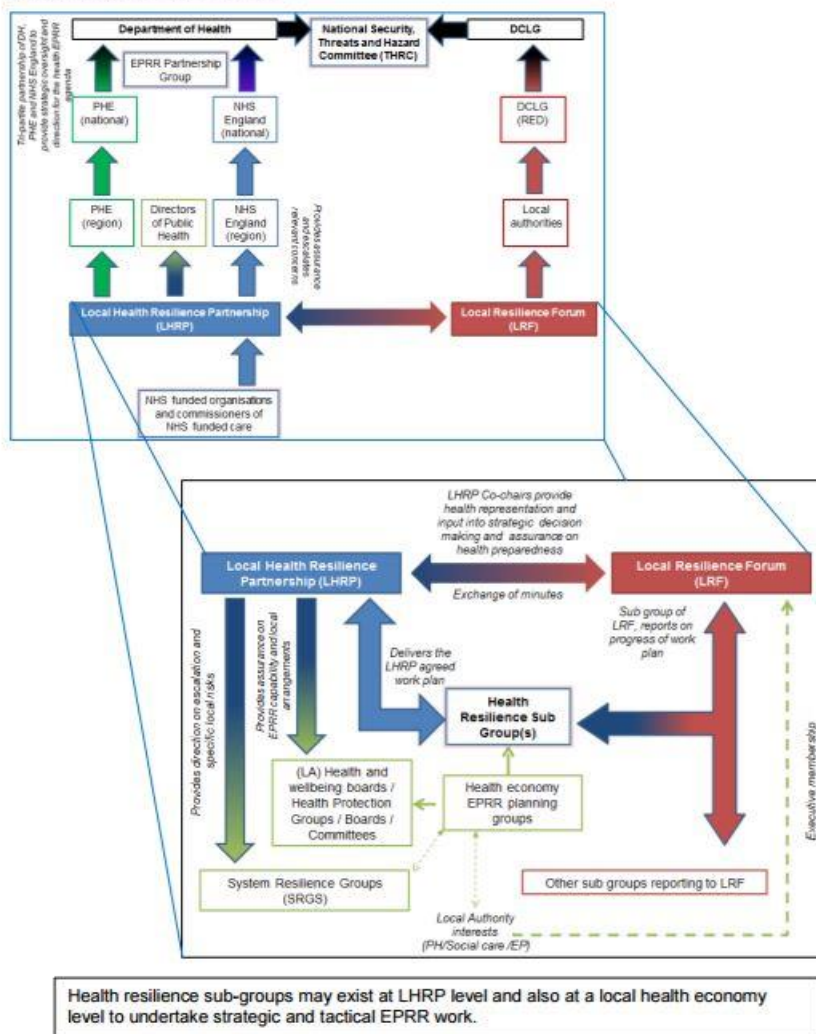 Department of Health
National Security,
Threats and Hazard
Committee (THRC)
DCLG
Tri-partite partnership of DH,
PHE and NHS England to
provide strategic oversight and
direction for the health EPRR
agenda
EPRR Partnership
Group
PHE
(national)
NHS
England
(national)
DCLG
(RED)
PHE
(region)
Directors
of Public
Health
NHS
England
(region)
Provides assurance
and escalates
relevant concerns
Local
authorities
Local Health Resilience Partnership
(LHRP)
Local Resilience Forum
(LRF)
NHS funded organisations
and commissioners of
NHS funded care
LHRP Co-chairs provide
health representation and
input into strategic decision
making and assurance on
health preparedness
Local Health Resilience
Partnership (LHRP)
Local Resilience Forum
(LRF)
Exchange of minutes
Sub group of
LRF, reports on
progress of work
plan
Provides direction on escalation and
specific local risks
Provides assurance on
EPRR capability and local
arrangements
Delivers the
LHRP agreed
work plan
Health
Resilience Sub
Group(s)
Executive membership
(LA) Health and
wellbeing boards /
Health Protection
Groups / Boards /
Committees
Health economy
EPRR planning
groups
System Resilience Groups
(SRGS)
Other sub groups reporting to LRF
Local Authority
interests
(PH/Social care /EP)
Health resilience sub-groups may exist at LHRP level and also at a local health economy
level to undertake strategic and tactical EPRR work.